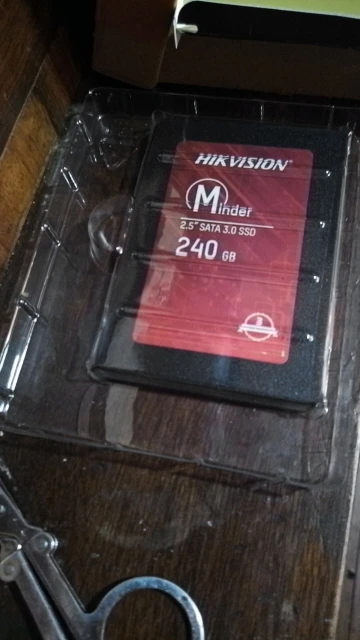 HIKVISION
Minder
2.5" SATA 3.0 SSD
240 GB